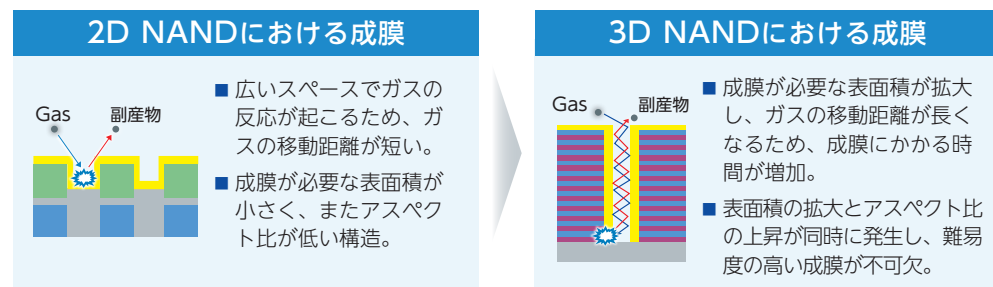 2D NANDにおける成膜
Gas
副産物
■ 広いスペースでガスの
反応が起こるため、ガ
スの移動距離が短い。
■ 成膜が必要な表面積が
小さく、またアスペク
ト比が低い構造。
3D NANDにおける成膜
Gas
副産物
■ 成膜が必要な表面積が拡大
し、ガスの移動距離が長く
なるため、成膜にかかる時
間が増加。
■ 表面積の拡大とアスペクト比
の上昇が同時に発生し、難易
度の高い成膜が不可欠。